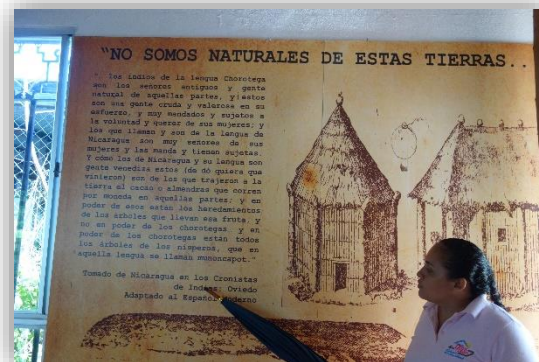 "NO SOMOS NATURALES DE ESTAS TIERRAS..
" los indios de la lengua Chorotega
son los señores antiguos y gente
natural de aquellas partes, y estos
son una gente cruda y valerosa en su
esfuerzo, y muy mandados y sujetos a
la voluntad y querer de sus mujeres; y
los que llaman y son de la lengua de
Nicaragua son muy señores de sus
mujeres y las manda y tienen sujetas.
Y cómo los de Nicaragua y su lengua son
gente venediza estos (de dó quiera que
vinieron) son de los que trajeron a la
tierra el cacao o almendras que corren
por moneda en aquellas partes; y en
poder de esos están los heredamientos
de los árboles que llevan esa fruta, y
no en poder de los chorotegas, y en
poder de los chorotegas están todos
los árboles de los nísperos, que en
aquella lengua se llaman munonzapot."
Tomado de Nicaragua en los Cronistas
de Indias: Oviedo
Adaptado al Español Moderno